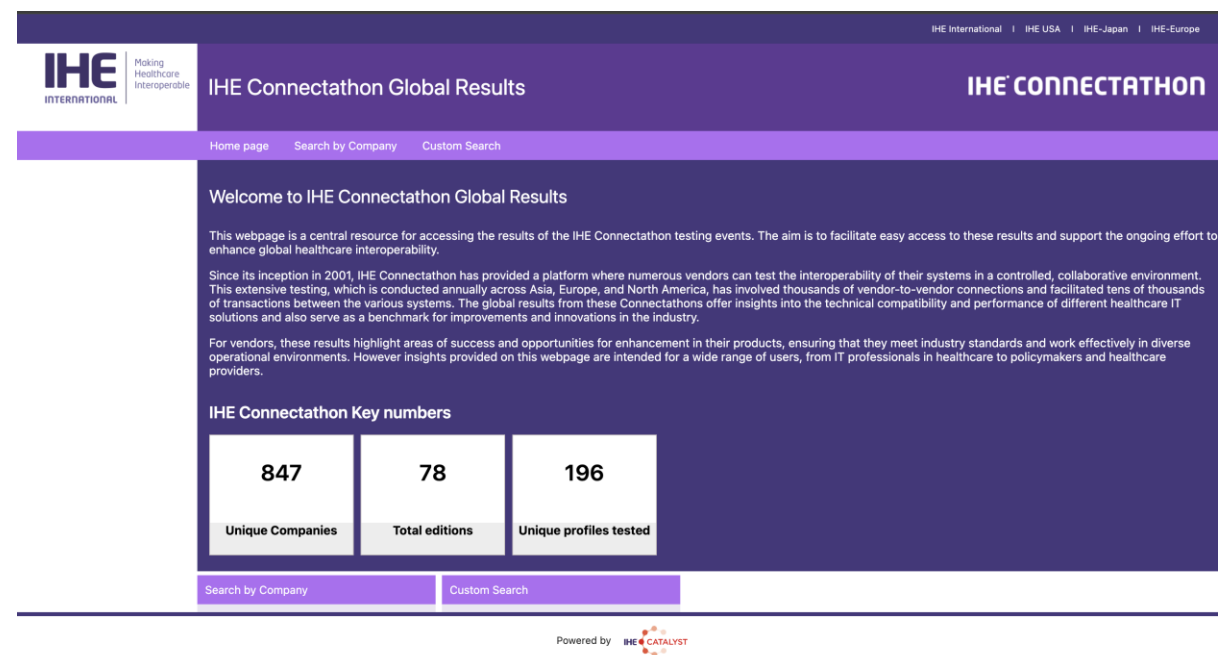 IHE International I IHE USA I IHE-Japan I IHE-Europe
IHE
INTERNATIONAL
Making
Healthcare
Interoperable
IHE Connectathon Global Results
IHE CONNECTATHON
Home page Search by Company Custom Search
Welcome to IHE Connectathon Global Results
This webpage is a central resource for accessing the results of the IHE Connectathon testing events. The aim is to facilitate easy access to these results and support the ongoing effort to
enhance global healthcare interoperability.
Since its inception in 2001, IHE Connectathon has provided a platform where numerous vendors can test the interoperability of their systems in a controlled, collaborative environment.
This extensive testing, which is conducted annually across Asia, Europe, and North America, has involved thousands of vendor-to-vendor connections and facilitated tens of thousands
of transactions between the various systems. The global results from these Connectathons offer insights into the technical compatibility and performance of different healthcare IT
solutions and also serve as a benchmark for improvements and innovations in the industry.
For vendors, these results highlight areas of success and opportunities for enhancement in their products, ensuring that they meet industry standards and work effectively in diverse
operational environments. However insights provided on this webpage are intended for a wide range of users, from IT professionals in healthcare to policymakers and healthcare
providers.
IHE Connectathon Key numbers
847 78 196
Unique Companies Total editions Unique profiles tested
Search by Company Custom Search
Powered by IHE CATALYST